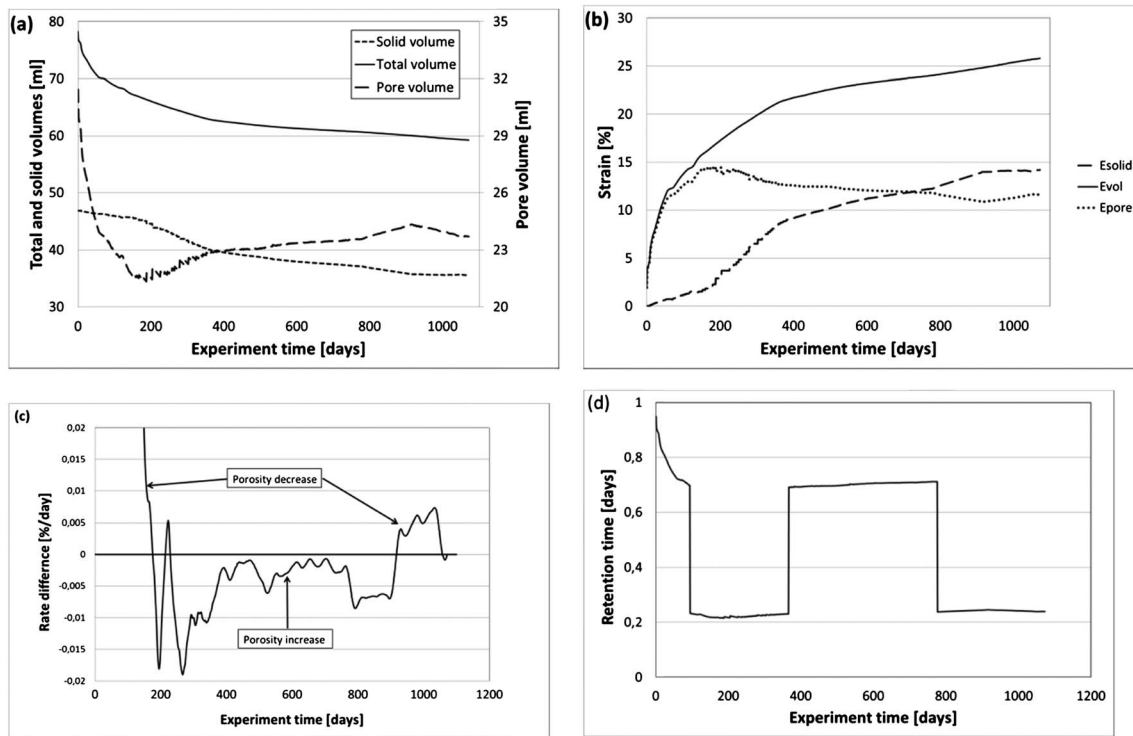 (a)
80
70
60
50
40
30
Total and solid volumes [ml]
35
32
29
26
23
20
Pore volume [ml]
Solid volume
Total volume
Pore volume
0 200 400 600 800 1000
Experiment time [days]
(b)
30
25
20
15
10
5
0
Strain [%]
Esolid
Evol
Epore
0 200 400 600 800 1000
Experiment time [days]
(c)
0,02
0,015
0,01
0,005
0
-0,005
-0,01
-0,015
-0,02
Rate differnce [%/day]
Porosity decrease
Porosity increase
0 200 400 600 800 1000 1200
Experiment time [days]
(d)
1
0,8
0,6
0,4
0,2
0
Retention time [days]
0 200 400 600 800 1000 1200
Experiment time [days]